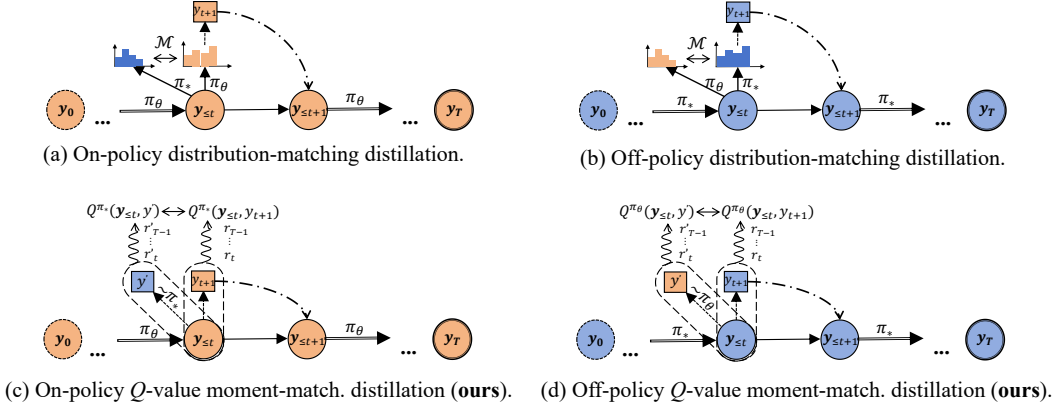 y_{t+1}
ℳ
π_* π_θ
y_0 ... π_θ y_{≤t} y_{≤t+1} π_θ ... y_T
(a) On-policy distribution-matching distillation.
y_{t+1}
ℳ
π_θ π_*
y_0 ... π_* y_{≤t} y_{≤t+1} π_* ... y_T
(b) Off-policy distribution-matching distillation.
Q^{π_*}(y_{≤t}, y') ↔ Q^{π_*}(y_{≤t}, y_{t+1})
r'_{T−1} r_{T−1}
⋮ ⋮
r'_t r_t
y' y_{t+1}
~π_*
y_0 ... π_θ y_{≤t} y_{≤t+1} π_θ ... y_T
(c) On-policy Q-value moment-match. distillation (ours).
Q^{π_θ}(y_{≤t}, y') ↔ Q^{π_θ}(y_{≤t}, y_{t+1})
r'_{T−1} r_{T−1}
⋮ ⋮
r'_t r_t
y' y_{t+1}
~π_θ
y_0 ... π_* y_{≤t} y_{≤t+1} π_* ... y_T
(d) Off-policy Q-value moment-match. distillation (ours).